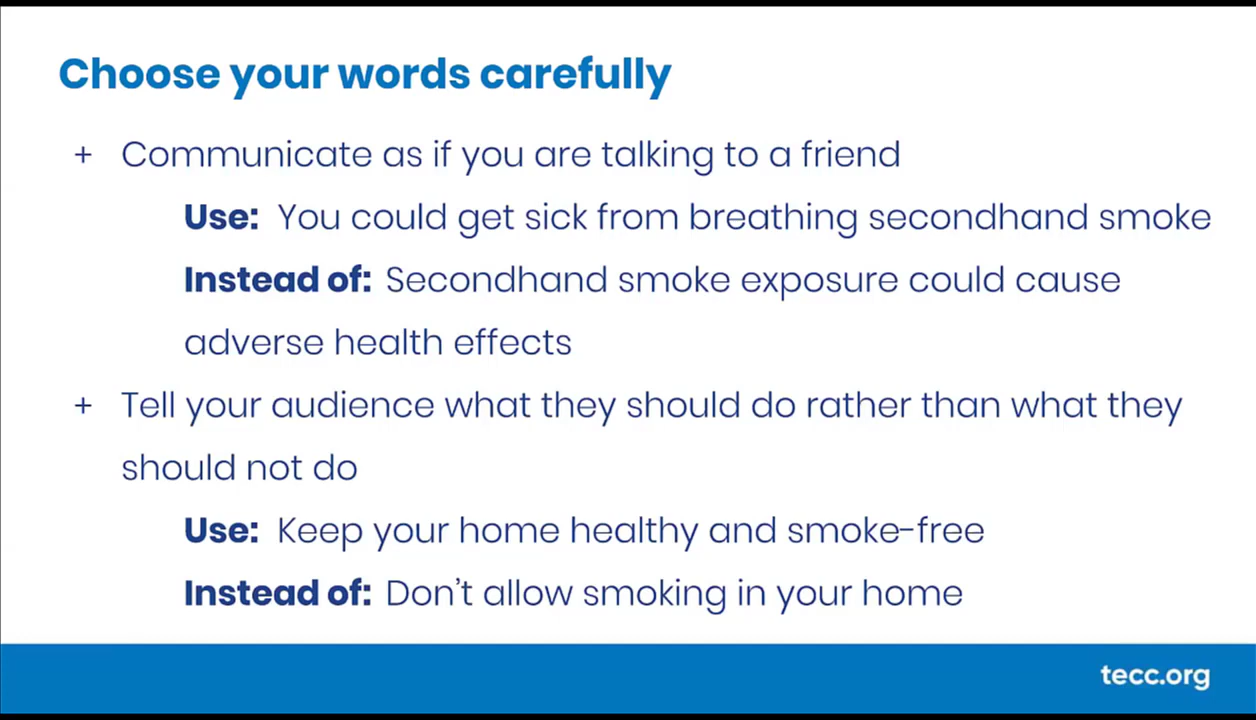 Choose your words carefully
+ Communicate as if you are talking to a friend
Use: You could get sick from breathing secondhand smoke
Instead of: Secondhand smoke exposure could cause
adverse health effects
+ Tell your audience what they should do rather than what they
should not do
Use: Keep your home healthy and smoke-free
Instead of: Don't allow smoking in your home
tecc.org